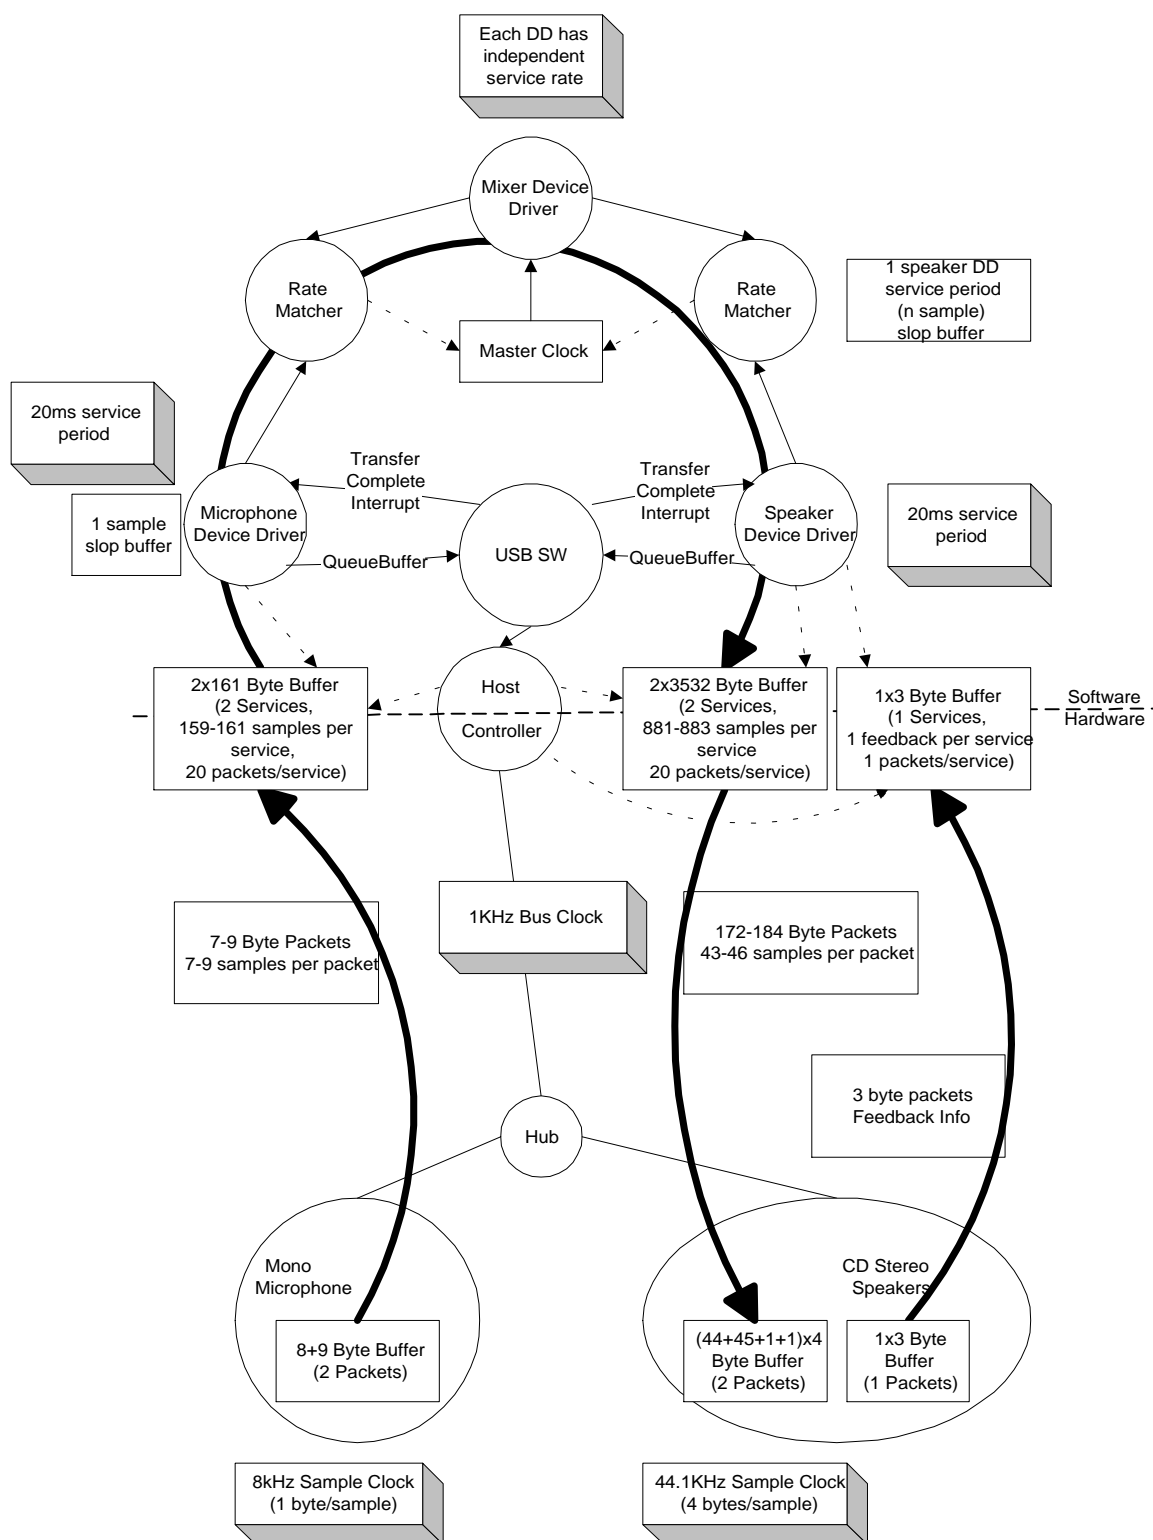 Each DD has
independent
service rate
Mixer Device
Driver
Rate
Matcher
Rate
Matcher
1 speaker DD
service period
(n sample)
slop buffer
Master Clock
20ms service
period
Transfer
Complete
Interrupt
Transfer
Complete
Interrupt
1 sample
slop buffer
Microphone
Device Driver
USB SW
Speaker
Device Driver
20ms service
period
QueueBuffer
QueueBuffer
2x161 Byte Buffer
(2 Services,
159-161 samples per
service,
20 packets/service)
Host
Controller
2x3532 Byte Buffer
(2 Services,
881-883 samples per
service
20 packets/service)
1x3 Byte Buffer
(1 Services,
1 feedback per service
1 packets/service)
Software
Hardware
1KHz Bus Clock
7-9 Byte Packets
7-9 samples per packet
172-184 Byte Packets
43-46 samples per packet
3 byte packets
Feedback Info
Hub
Mono
Microphone
CD Stereo
Speakers
8+9 Byte Buffer
(2 Packets)
(44+45+1+1)x4
Byte Buffer
(2 Packets)
1x3 Byte
Buffer
(1 Packets)
8kHz Sample Clock
(1 byte/sample)
44.1KHz Sample Clock
(4 bytes/sample)